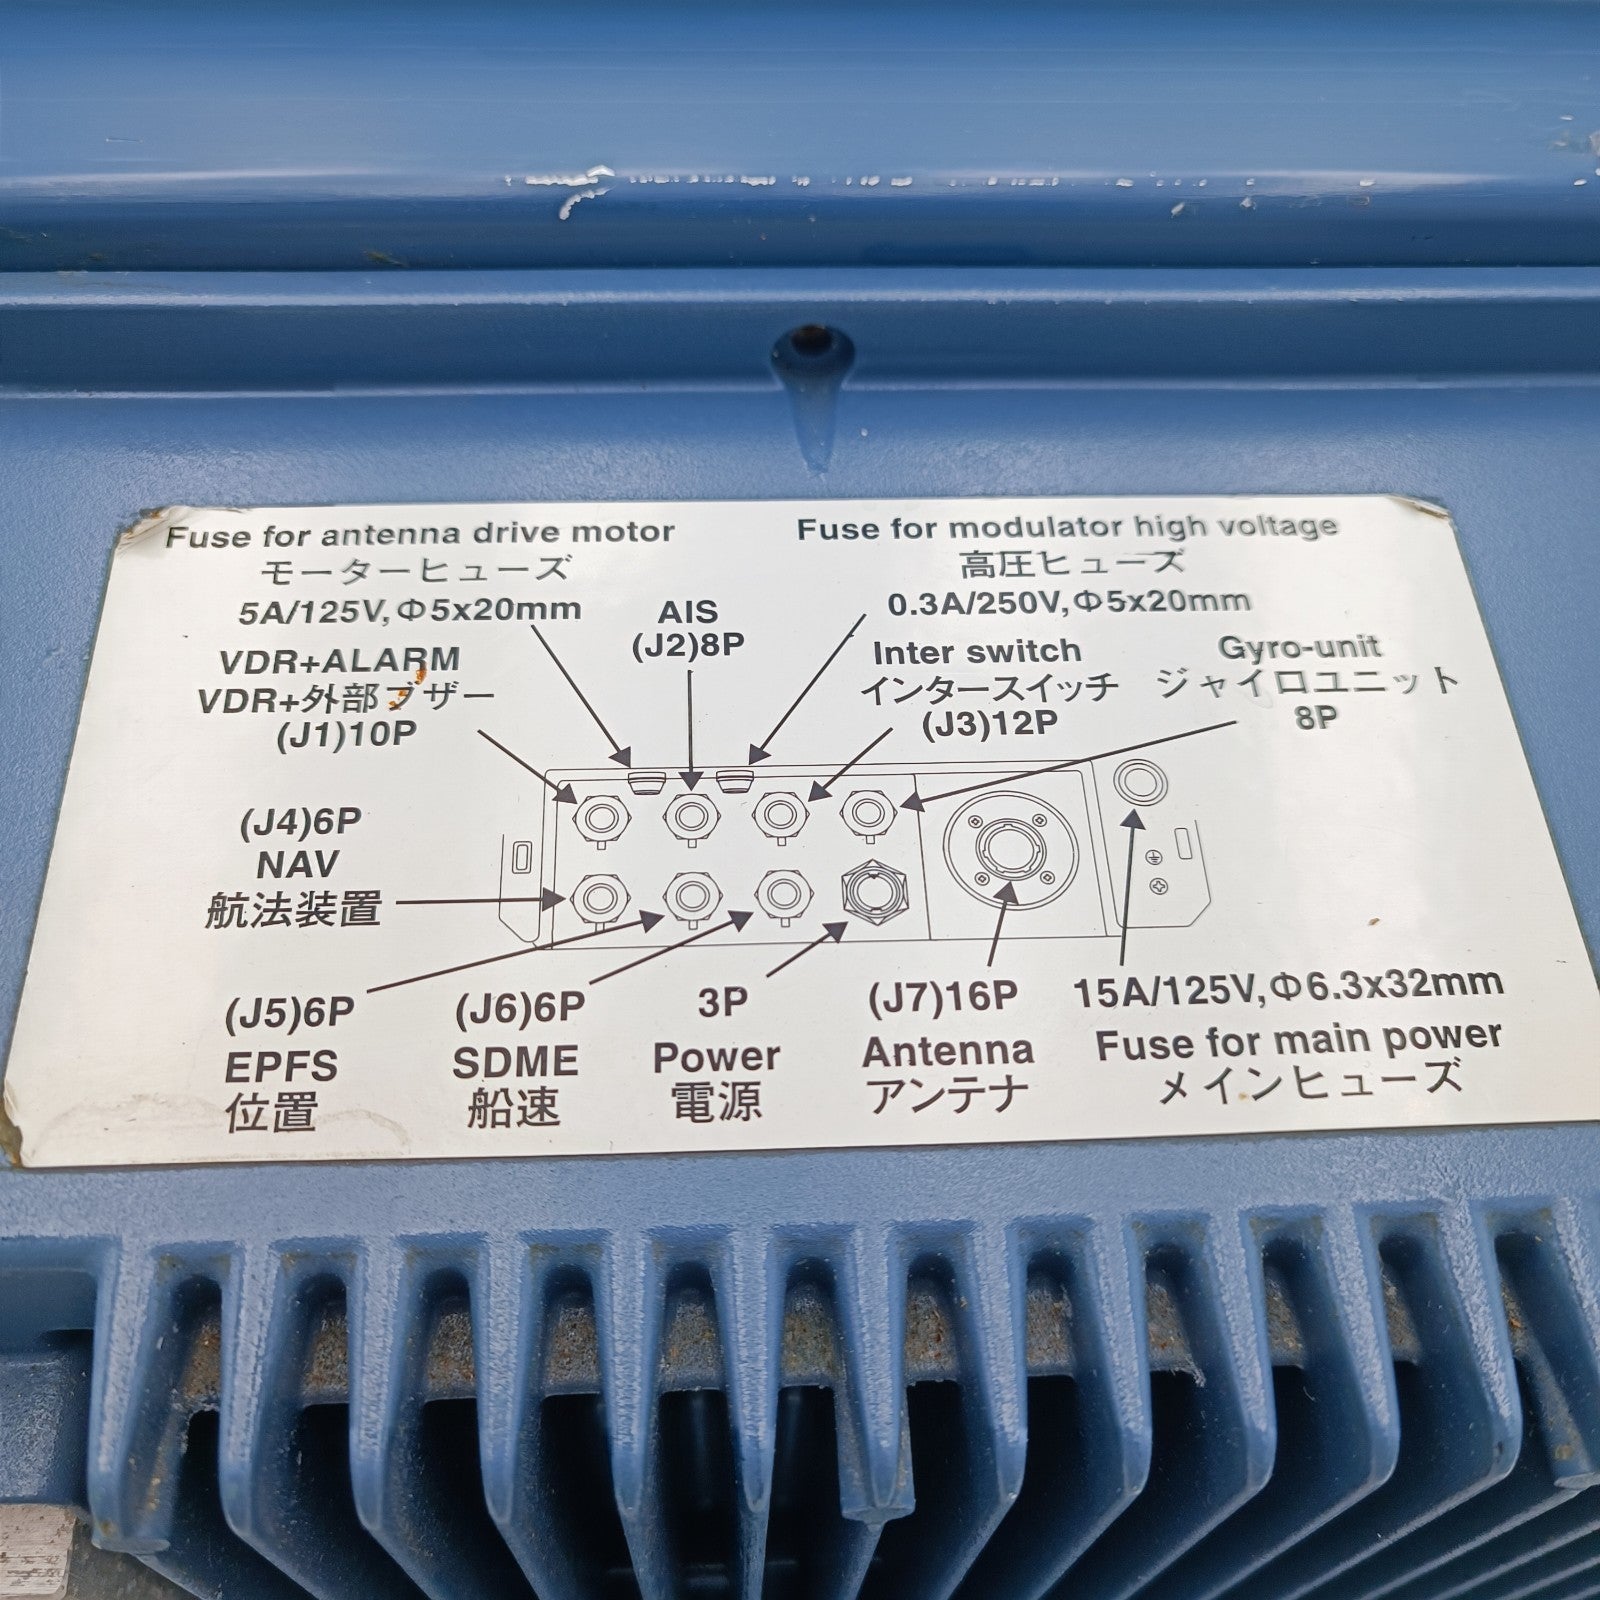 Fuse for antenna drive motor
モーターヒューズ
5A/125V,Φ5x20mm
Fuse for modulator high voltage
高圧ヒューズ
0.3A/250V,Φ5x20mm
AIS
(J2)8P
VDR+ALARM
VDR+外部ブザー
(J1)10P
Inter switch
インタースイッチ
(J3)12P
Gyro-unit
ジャイロユニット
8P
(J4)6P
NAV
航法装置
(J5)6P
EPFS
位置
(J6)6P
SDME
船速
3P
Power
電源
(J7)16P
Antenna
アンテナ
15A/125V,Φ6.3x32mm
Fuse for main power
メインヒューズ